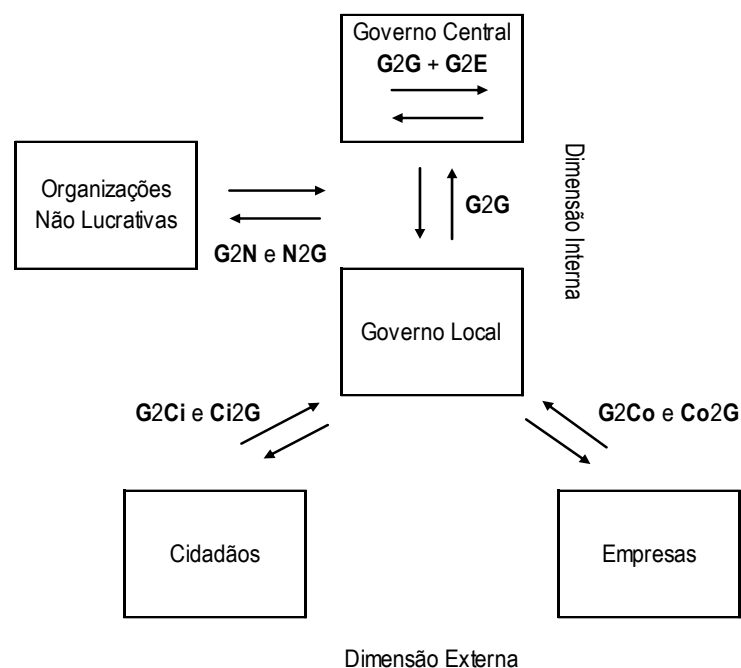 Governo Central
G2G + G2E
Organizações
Não Lucrativas
G2N e N2G
G2G
Dimensão Interna
Governo Local
G2Ci e Ci2G
G2Co e Co2G
Cidadãos
Empresas
Dimensão Externa